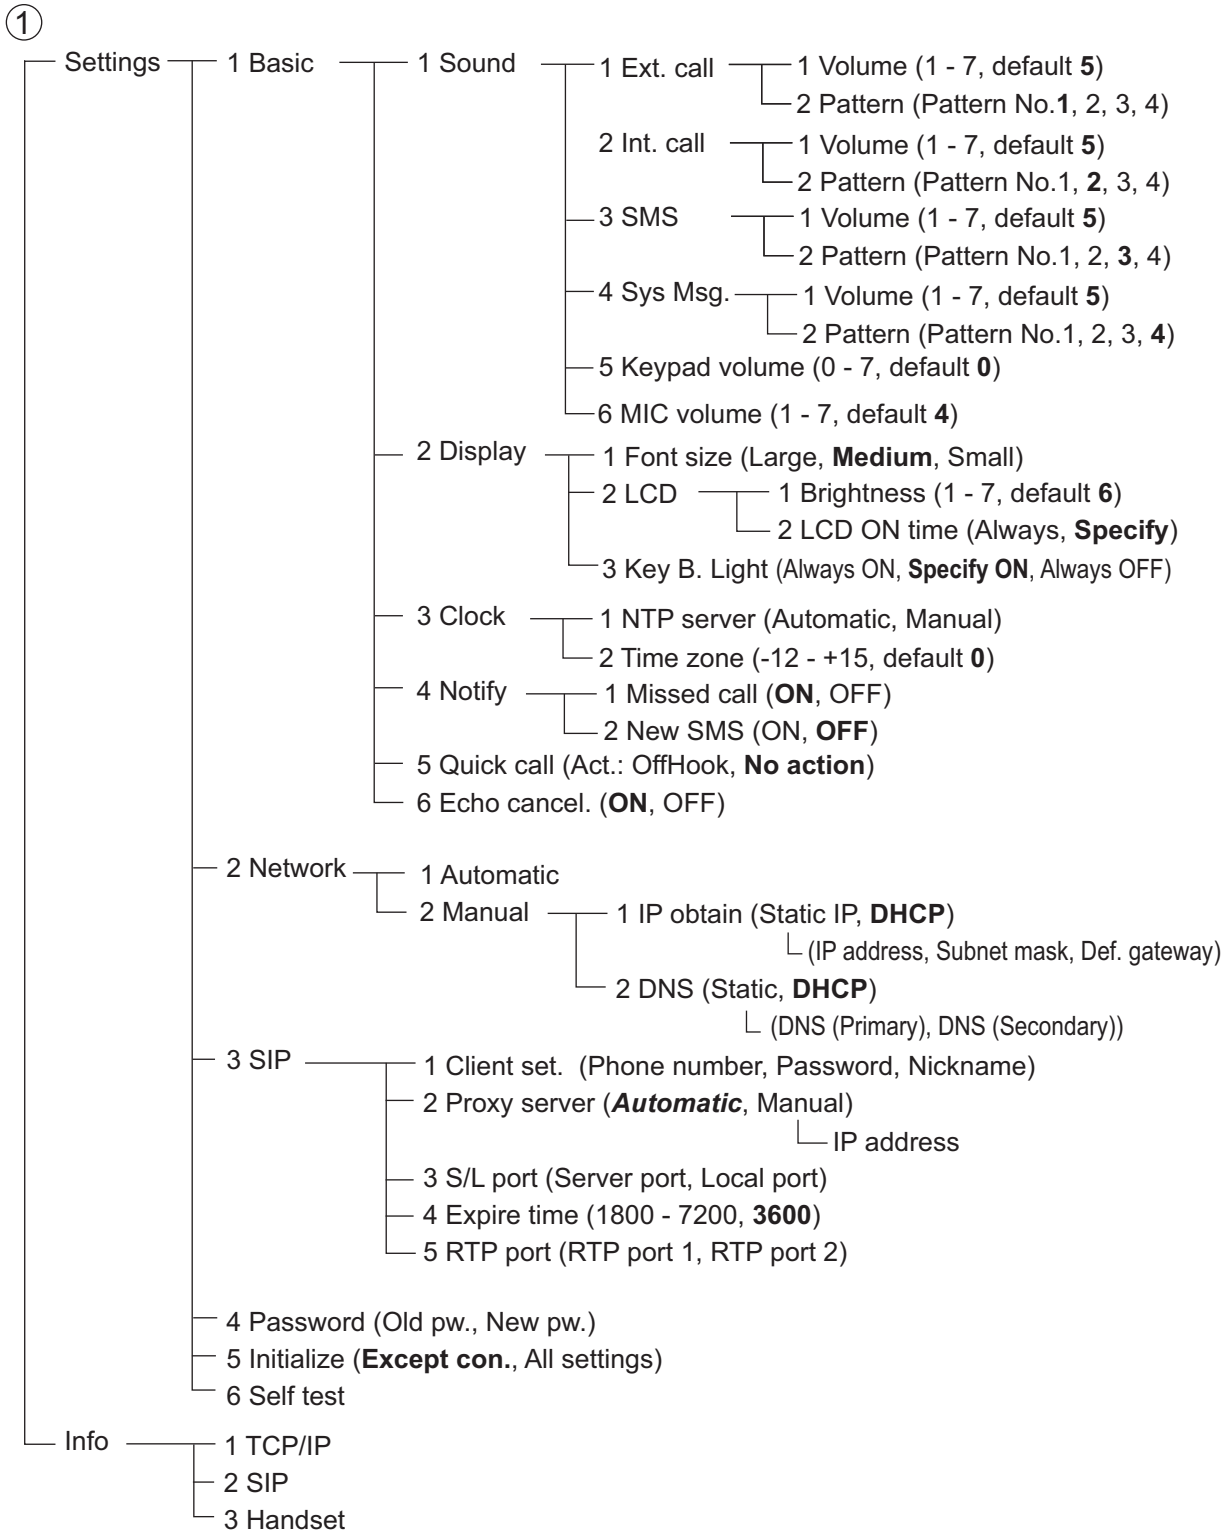 ①
Settings 1 Basic 1 Sound 1 Ext. call 1 Volume (1 - 7, default 5)
2 Pattern (Pattern No.1, 2, 3, 4)
2 Int. call 1 Volume (1 - 7, default 5)
2 Pattern (Pattern No.1, 2, 3, 4)
3 SMS 1 Volume (1 - 7, default 5)
2 Pattern (Pattern No.1, 2, 3, 4)
4 Sys Msg. 1 Volume (1 - 7, default 5)
2 Pattern (Pattern No.1, 2, 3, 4)
5 Keypad volume (0 - 7, default 0)
6 MIC volume (1 - 7, default 4)
2 Display 1 Font size (Large, Medium, Small)
2 LCD 1 Brightness (1 - 7, default 6)
2 LCD ON time (Always, Specify)
3 Key B. Light (Always ON, Specify ON, Always OFF)
3 Clock 1 NTP server (Automatic, Manual)
2 Time zone (-12 - +15, default 0)
4 Notify 1 Missed call (ON, OFF)
2 New SMS (ON, OFF)
5 Quick call (Act.: OffHook, No action)
6 Echo cancel. (ON, OFF)
2 Network 1 Automatic
2 Manual 1 IP obtain (Static IP, DHCP)
(IP address, Subnet mask, Def. gateway)
2 DNS (Static, DHCP)
(DNS (Primary), DNS (Secondary))
3 SIP 1 Client set. (Phone number, Password, Nickname)
2 Proxy server (Automatic, Manual)
IP address
3 S/L port (Server port, Local port)
4 Expire time (1800 - 7200, 3600)
5 RTP port (RTP port 1, RTP port 2)
4 Password (Old pw., New pw.)
5 Initialize (Except con., All settings)
6 Self test
Info 1 TCP/IP
2 SIP
3 Handset